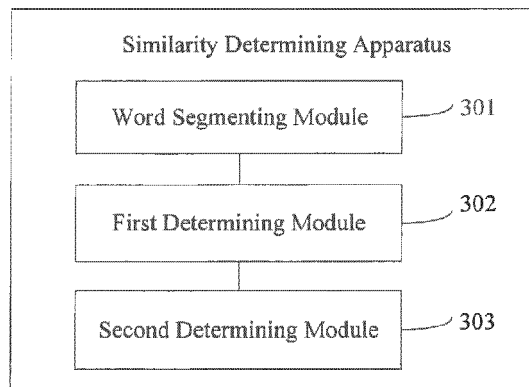 Similarity Determining Apparatus
Word Segmenting Module
301
First Determining Module
302
Second Determining Module
303